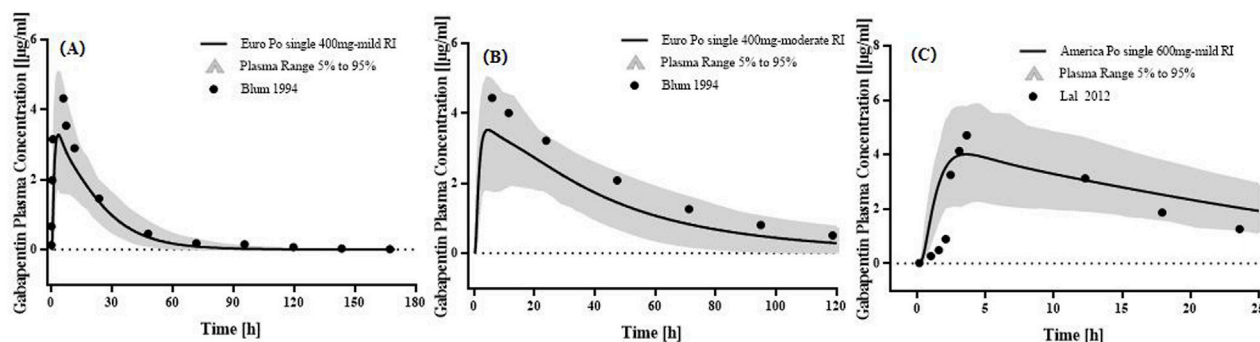 (A)
Euro Po single 400mg-mild RI
Plasma Range 5% to 95%
Blum 1994
Gabapentin Plasma Concentration [[µg/ml]
6
4
2
0
0 30 60 90 120 150 180
Time [h]
(B)
Euro Po single 400mg-moderate RI
Plasma Range 5% to 95%
Blum 1994
Gabapentin Plasma Concentration [[µg/ml]
6
4
2
0
0 20 40 60 80 100 120
Time [h]
(C)
America Po single 600mg-mild RI
Plasma Range 5% to 95%
Lal 2012
Gabapentin Plasma Concentration [[µg/ml]
8
6
4
2
0
0 5 10 15 20
Time [h]